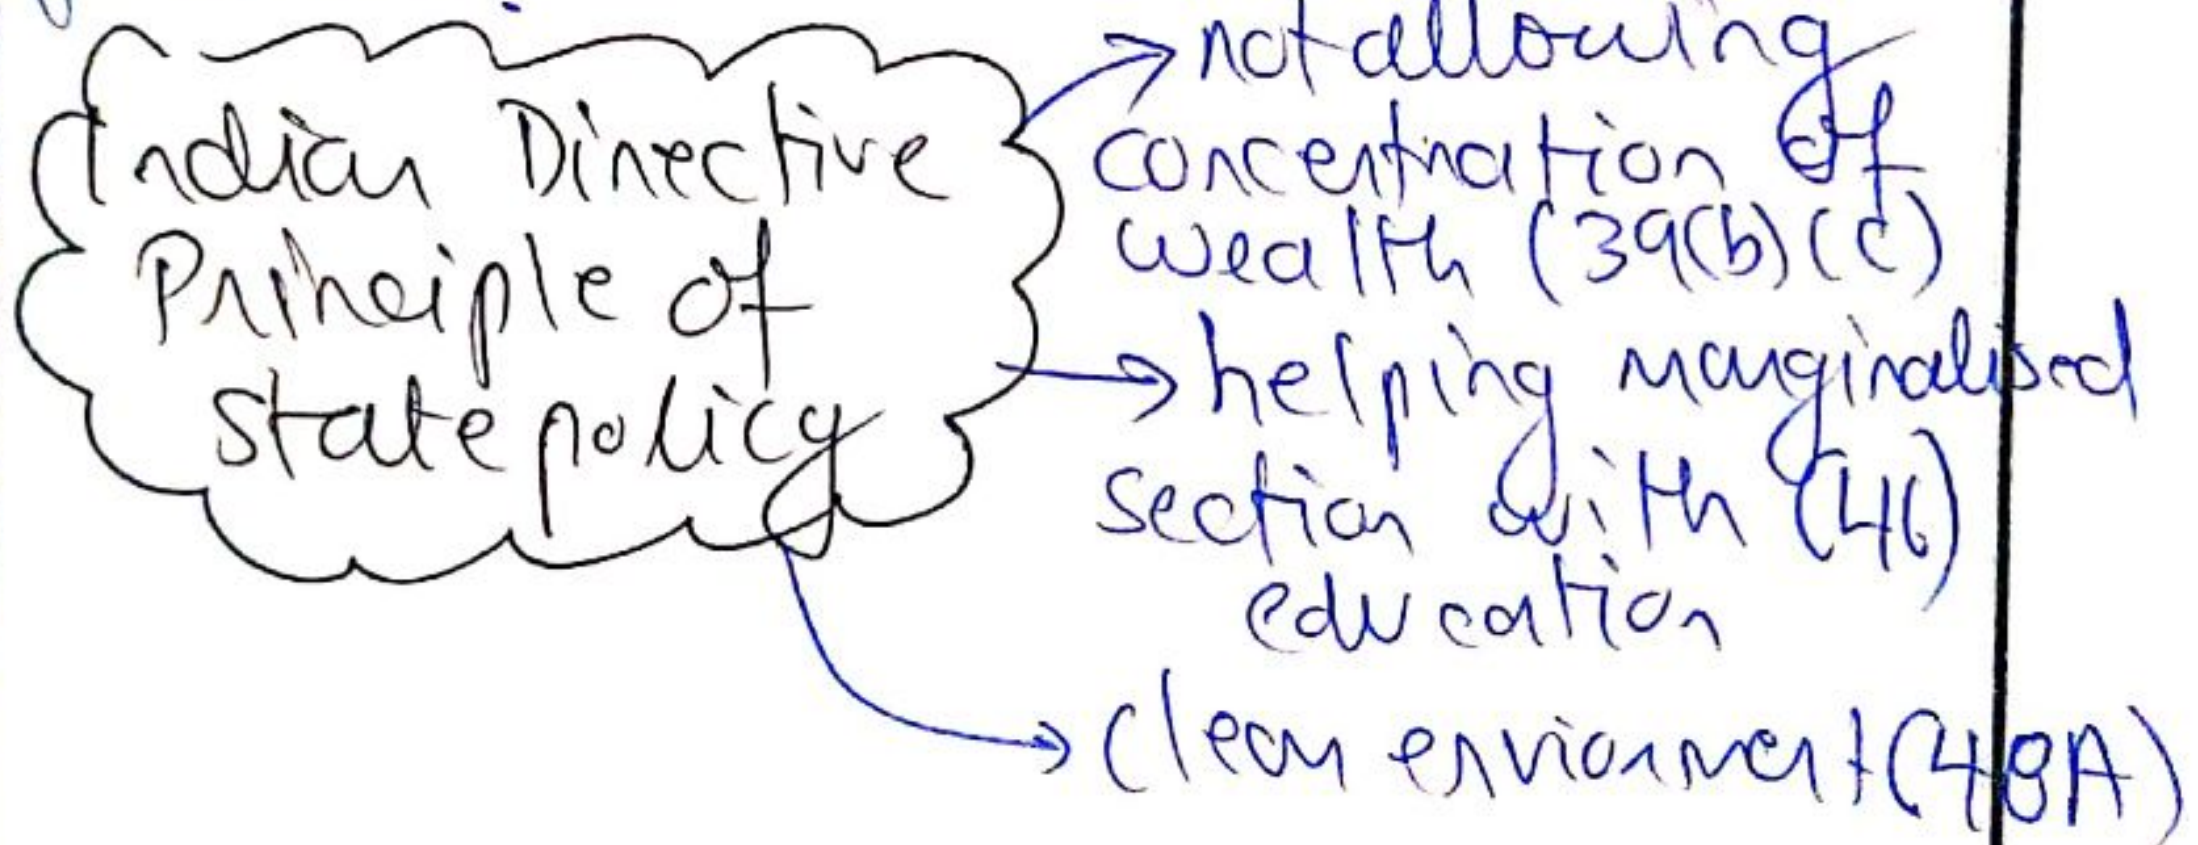 Indian Directive
Principle of
State policy
not allowing
concentration of
wealth (39(b)(c)
helping marginalised
section with (46)
education
clean enviornment (48A)